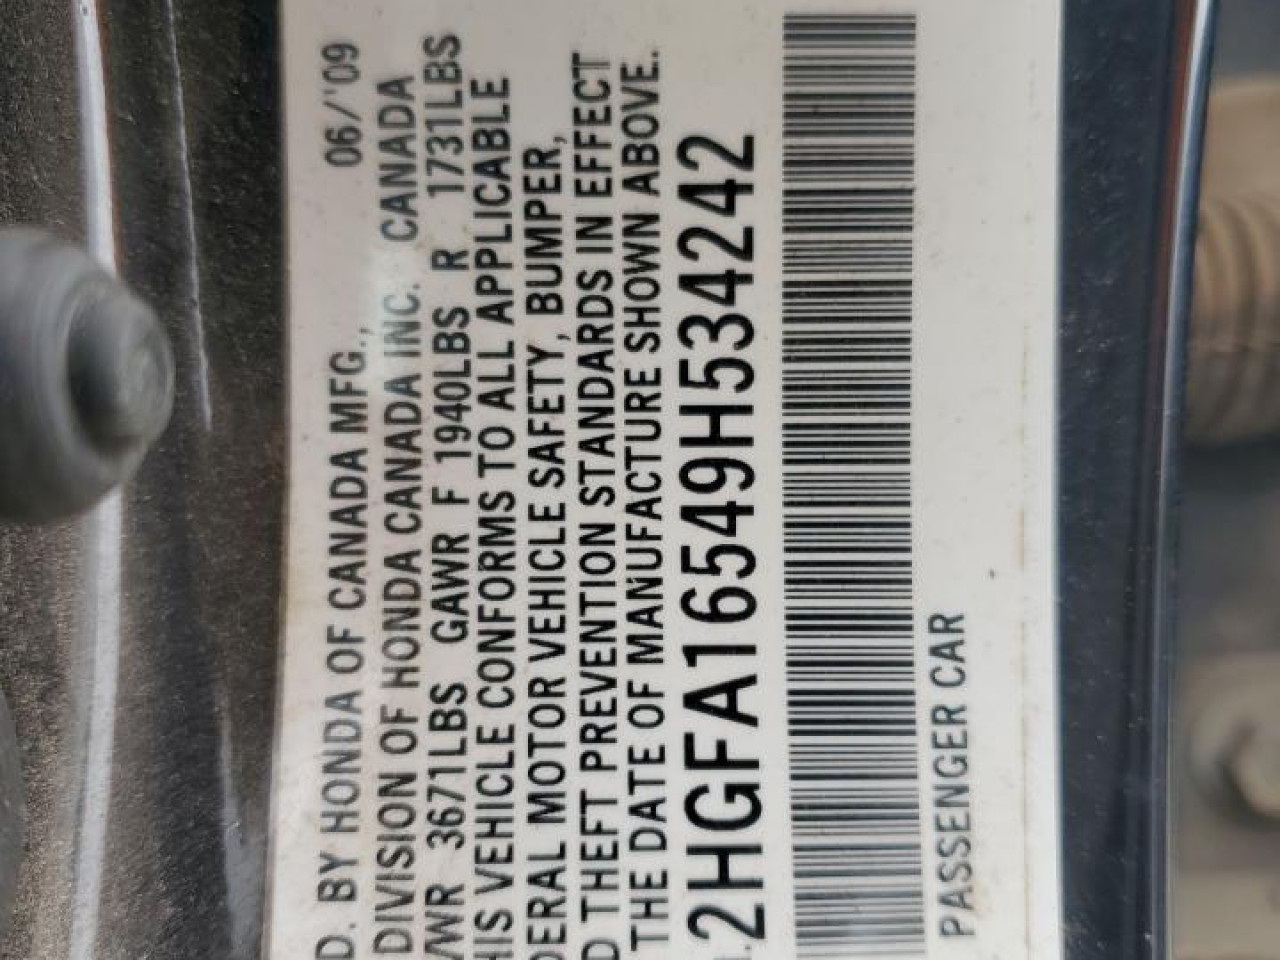 D. BY HONDA OF CANADA MFG., 06/'09
DIVISION OF HONDA CANADA INC. CANADA
VWR 3671LBS GAWR F 1940LBS R 1731LBS
HIS VEHICLE CONFORMS TO ALL APPLICABLE
DERAL MOTOR VEHICLE SAFETY, BUMPER,
D THEFT PREVENTION STANDARDS IN EFFECT
THE DATE OF MANUFACTURE SHOWN ABOVE.
2HGFA16549H534242
PASSENGER CAR